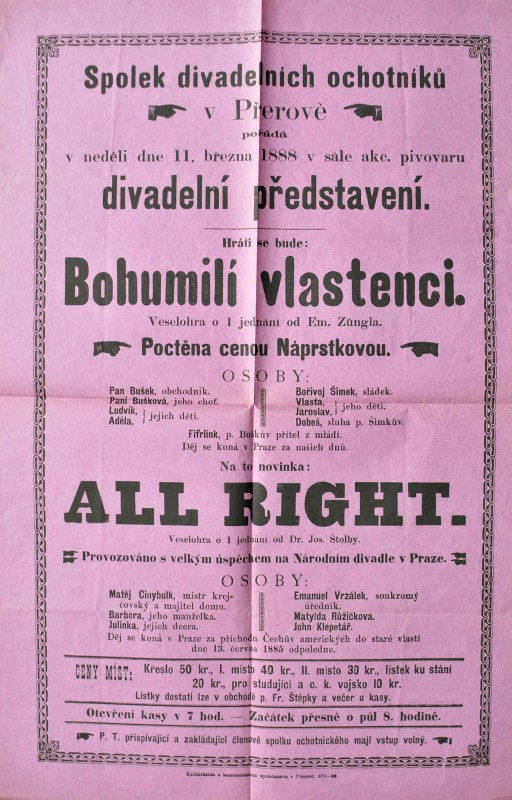 Spolek divadelních ochotníků
v Přerově
pořádá
v neděli dne 11. března 1888 v sále akc. pivovaru
divadelní představení.
Hráti se bude:
Bohumilí vlastenci.
Veselohra o 1 jednání od Em. Züngla.
Poctěna cenou Náprstkovou.
OSOBY:
Pan Bušek, obchodník.
Paní Bušková, jeho choť.
Ludvík,
Adéla, } jejich děti.
Bořivoj Šimek, sládek.
Vlasta,
Jaroslav, } jeho děti.
Dobeš, sluha p. Šimkův.
Fifrlink, p. Buškův přítel z mládí.
Děj se koná v Praze za našich dnů.
Na to novinka:
ALL RIGHT.
Veselohra o 1 jednání od Dr. Jos. Štolby.
Provozováno s velkým úspěchem na Národním divadle v Praze.
OSOBY:
Matěj Cibulk, mistr krej-
čovský a majitel domu.
Barbora, jeho manželka.
Julinka, jejich dcera.
Emanuel Vrzálek, soukromý
úředník.
Matylda Růžičkova.
John Klepetář.
Děj se koná v Praze za příchodu Čechův amerických do staré vlasti
dne 13. června 1885 odpoledne.
CENY MÍST: Křeslo 50 kr., I. místo 40 kr., II. místo 30 kr., lístek ku stání
20 kr., pro studující a c. k. vojsko 10 kr.
Lístky dostati lze v obchodě p. Fr. Štěpky a večer u kasy.
Otevření kasy v 7 hod. — Začátek přesně o půl 8. hodině.
P. T. přispívající a zakládající členové spolku ochotnického mají vstup volný.
Knihtiskárna a kamenotiskárna společenstva v Přerově.